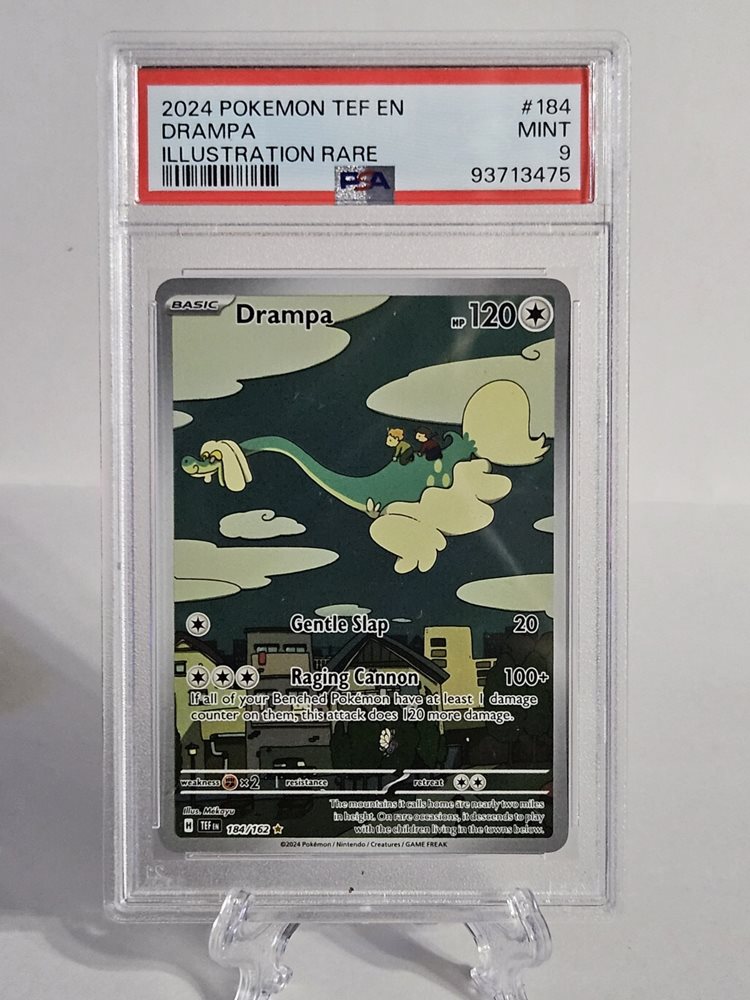 2024 POKEMON TEF EN #184
DRAMPA MINT
ILLUSTRATION RARE 9
PSA 93713475
BASIC Drampa HP 120
Gentle Slap 20
Raging Cannon 100+
If all of your Benched Pokémon have at least 1 damage
counter on them, this attack does 120 more damage.
weakness ×2 resistance retreat
Illus. Mékayu
The mountains it calls home are nearly two miles
in height. On rare occasions, it descends to play
with the children living in the towns below.
H TEF EN 184/162
©2024 Pokémon / Nintendo / Creatures / GAME FREAK